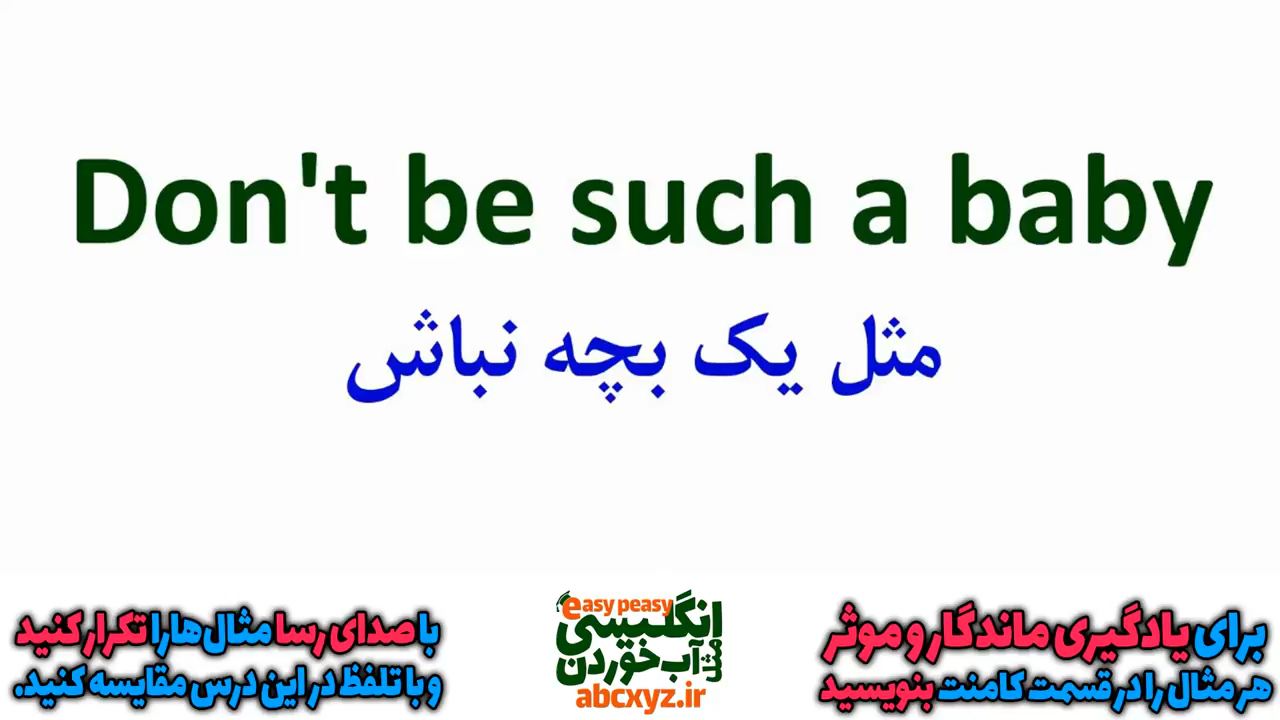 Don't be such a baby
مثل یک بچه نباش
برای یادگیری ماندگار و موثر
هر مثال را در قسمت کامنت بنویسید
easy peasy
انگلیسی
مثل آب خوردن
abcxyz.ir
با صدای رسا مثال‌ها را تکرار کنید
و با تلفظ در این درس مقایسه کنید.